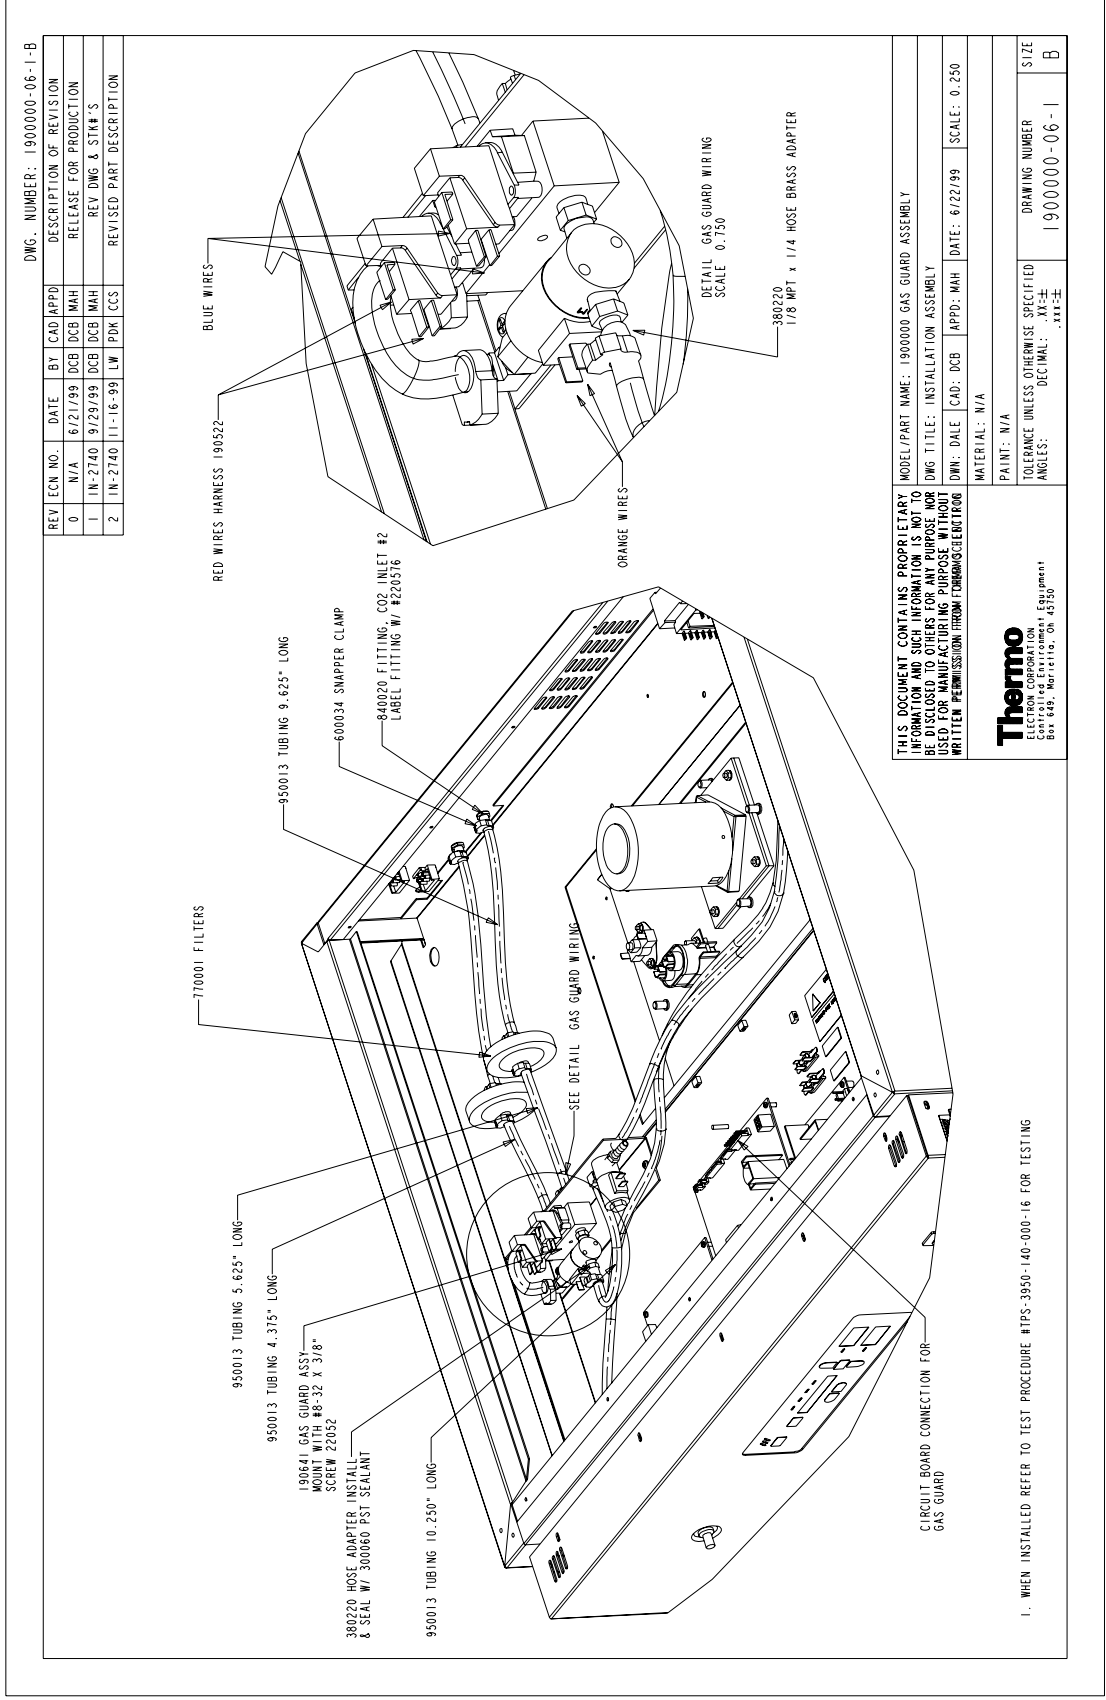 DWG. NUMBER: 1900000-06-1-B
REV ECN NO. DATE BY CAD APPD DESCRIPTION OF REVISION
0 N/A 6/21/99 DCB DCB MAH RELEASE FOR PRODUCTION
1 IN-2740 9/29/99 DCB DCB MAH REV DWG & STK#'S
2 IN-2740 11-16-99 LW PDK CCS REVISED PART DESCRIPTION
770001 FILTERS
950013 TUBING 9.625" LONG
600034 SNAPPER CLAMP
840020 FITTING, CO2 INLET #2
LABEL FITTING W/ #220576
RED WIRES HARNESS 190522
BLUE WIRES
950013 TUBING 5.625" LONG
950013 TUBING 4.375" LONG
190641 GAS GUARD ASSY
MOUNT WITH #8-32 X 3/8"
SCREW 22052
380220 HOSE ADAPTER INSTALL
& SEAL W/ 300060 PST SEALANT
950013 TUBING 10.250" LONG
SEE DETAIL GAS GUARD WIRING
ORANGE WIRES
DETAIL GAS GUARD WIRING
SCALE 0.750
380220
1/8 MPT x 1/4 HOSE BRASS ADAPTER
CIRCUIT BOARD CONNECTION FOR
GAS GUARD
1. WHEN INSTALLED REFER TO TEST PROCEDURE #TPS-3950-140-000-16 FOR TESTING
THIS DOCUMENT CONTAINS PROPRIETARY
INFORMATION AND SUCH INFORMATION IS NOT TO
BE DISCLOSED TO OTHERS FOR ANY PURPOSE NOR
USED FOR MANUFACTURING PURPOSE WITHOUT
WRITTEN PERMISSION FROM
Thermo
ELECTRON CORPORATION
Controlled Environment Equipment
Box 649, Marietta, Oh 45750
MODEL/PART NAME: 1900000 GAS GUARD ASSEMBLY
DWG TITLE: INSTALLATION ASSEMBLY
DWN: DALE CAD: DCB APPD: MAH DATE: 6/22/99 SCALE: 0.250
MATERIAL: N/A
PAINT: N/A
TOLERANCE UNLESS OTHERWISE SPECIFIED
ANGLES: DECIMAL: .XX=±
.XXX=±
DRAWING NUMBER
1900000-06-1
SIZE
B